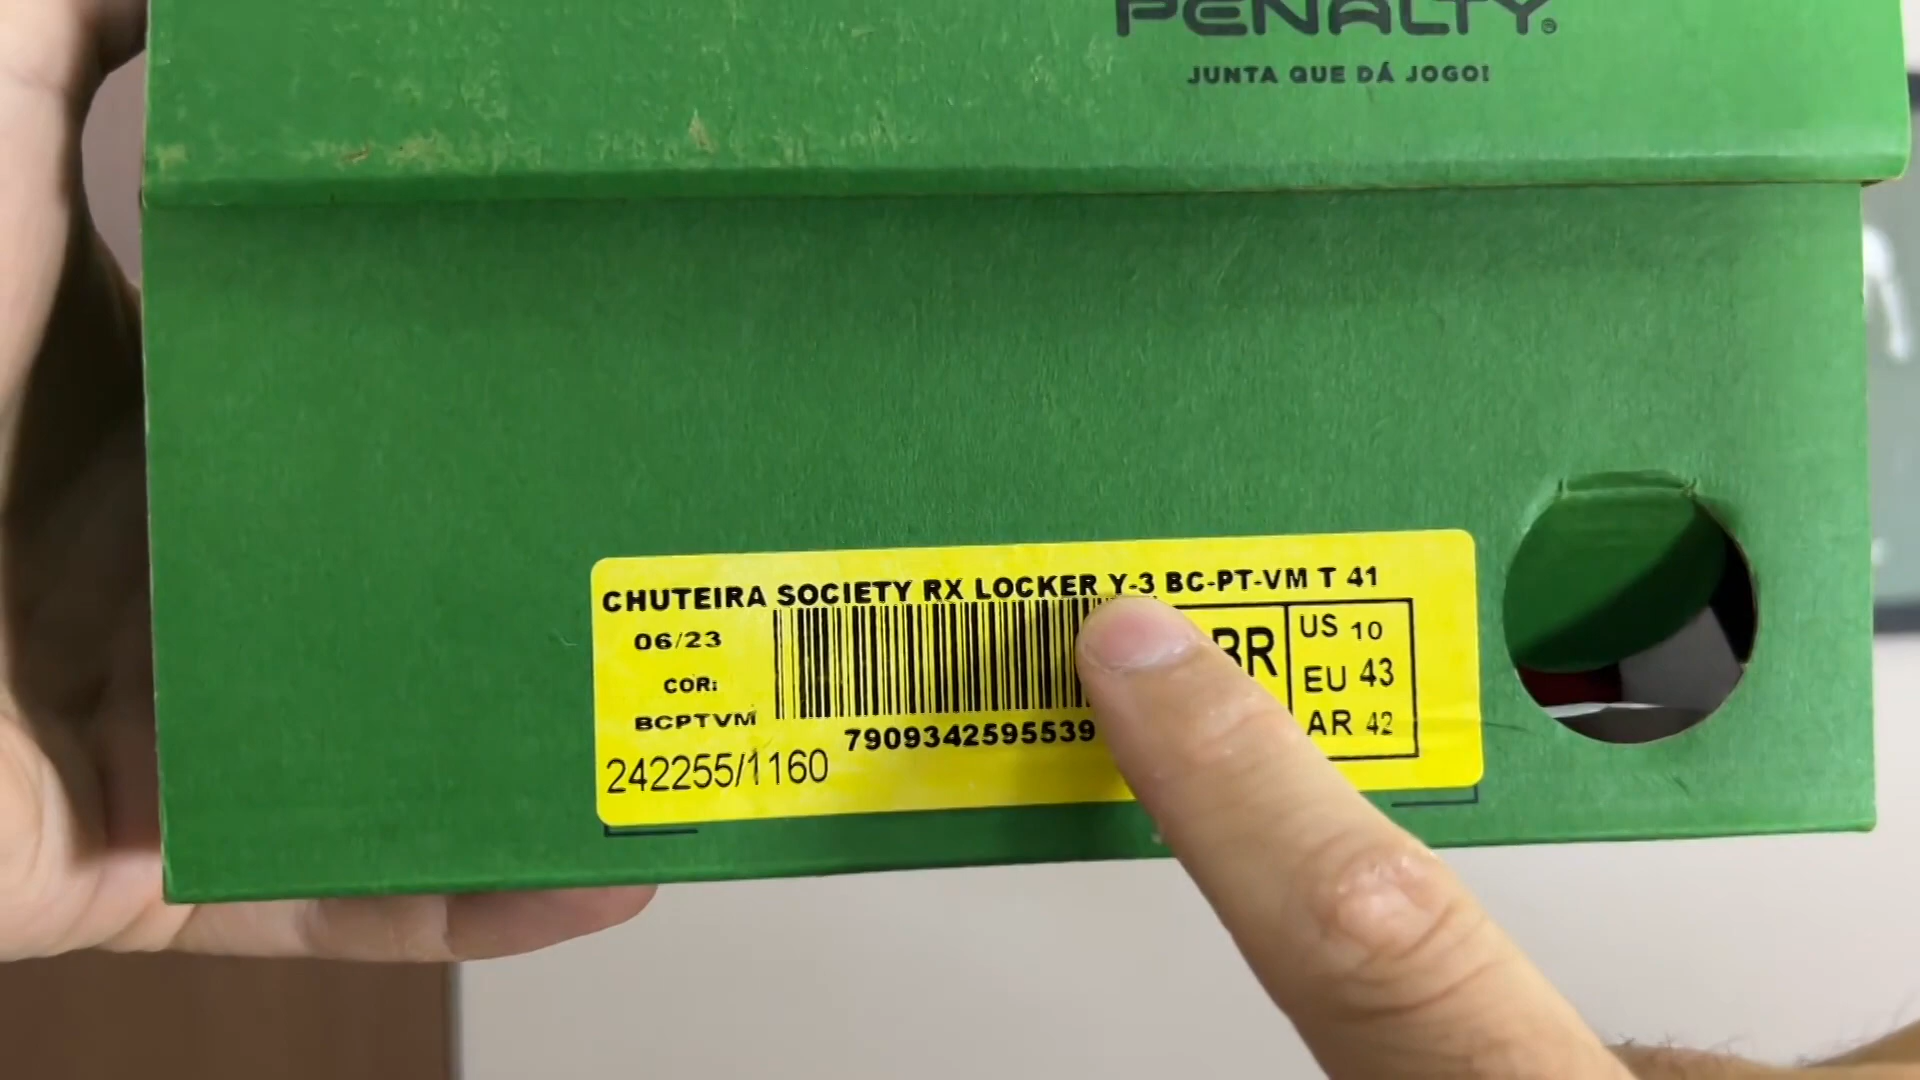 PENALTY®
JUNTA QUE DÁ JOGO!
CHUTEIRA SOCIETY RX LOCKER Y-3 BC-PT-VM T 41
06/23
COR:
BCPTVM
7909342595539
242255/1160
BR
US 10
EU 43
AR 42